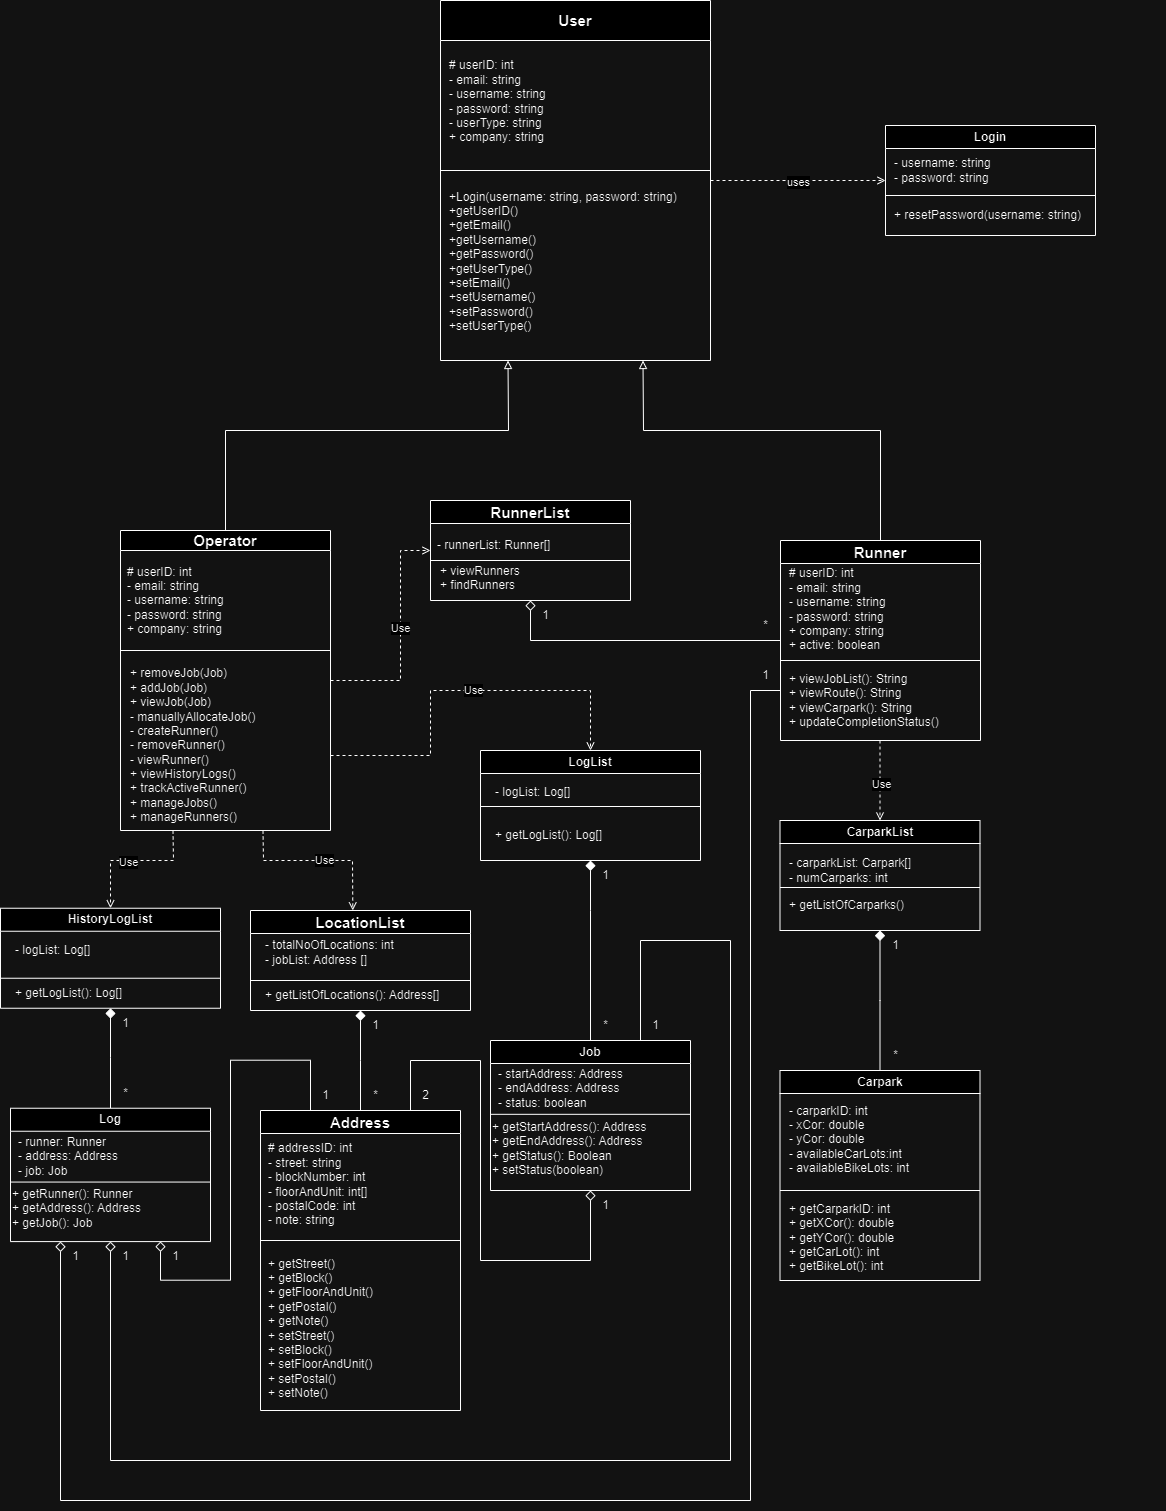 User
# userID: int
- email: string
- username: string
- password: string
- userType: string
+ company: string
+Login(username: string, password: string)
+getUserID()
+getEmail()
+getUsername()
+getPassword()
+getUserType()
+setEmail()
+setUsername()
+setPassword()
+setUserType()
uses
Login
- username: string
- password: string
+ resetPassword(username: string)
Operator
# userID: int
- email: string
- username: string
- password: string
+ company: string
+ removeJob(Job)
+ addJob(Job)
+ viewJob(Job)
- manuallyAllocateJob()
- createRunner()
- removeRunner()
- viewRunner()
+ viewHistoryLogs()
+ trackActiveRunner()
+ manageJobs()
+ manageRunners()
Use
RunnerList
- runnerList: Runner[]
+ viewRunners
+ findRunners
1
*
Runner
# userID: int
- email: string
- username: string
- password: string
+ company: string
+ active: boolean
+ viewJobList(): String
+ viewRoute(): String
+ viewCarpark(): String
+ updateCompletionStatus()
1
Use
LogList
- logList: Log[]
+ getLogList(): Log[]
1
*
Use
CarparkList
- carparkList: Carpark[]
- numCarparks: int
+ getListOfCarparks()
1
*
Use
Use
HistoryLogList
- logList: Log[]
+ getLogList(): Log[]
1
*
LocationList
- totalNoOfLocations: int
- jobList: Address []
+ getListOfLocations(): Address[]
1
*
1
2
1
Log
- runner: Runner
- address: Address
- job: Job
+ getRunner(): Runner
+ getAddress(): Address
+ getJob(): Job
1
1
1
Address
# addressID: int
- street: string
- blockNumber: int
- floorAndUnit: int[]
- postalCode: int
- note: string
+ getStreet()
+ getBlock()
+ getFloorAndUnit()
+ getPostal()
+ getNote()
+ setStreet()
+ setBlock()
+ setFloorAndUnit()
+ setPostal()
+ setNote()
Job
- startAddress: Address
- endAddress: Address
- status: boolean
+ getStartAddress(): Address
+ getEndAddress(): Address
+ getStatus(): Boolean
+ setStatus(boolean)
1
Carpark
- carparkID: int
- xCor: double
- yCor: double
- availableCarLots:int
- availableBikeLots: int
+ getCarparkID: int
+ getXCor(): double
+ getYCor(): double
+ getCarLot(): int
+ getBikeLot(): int